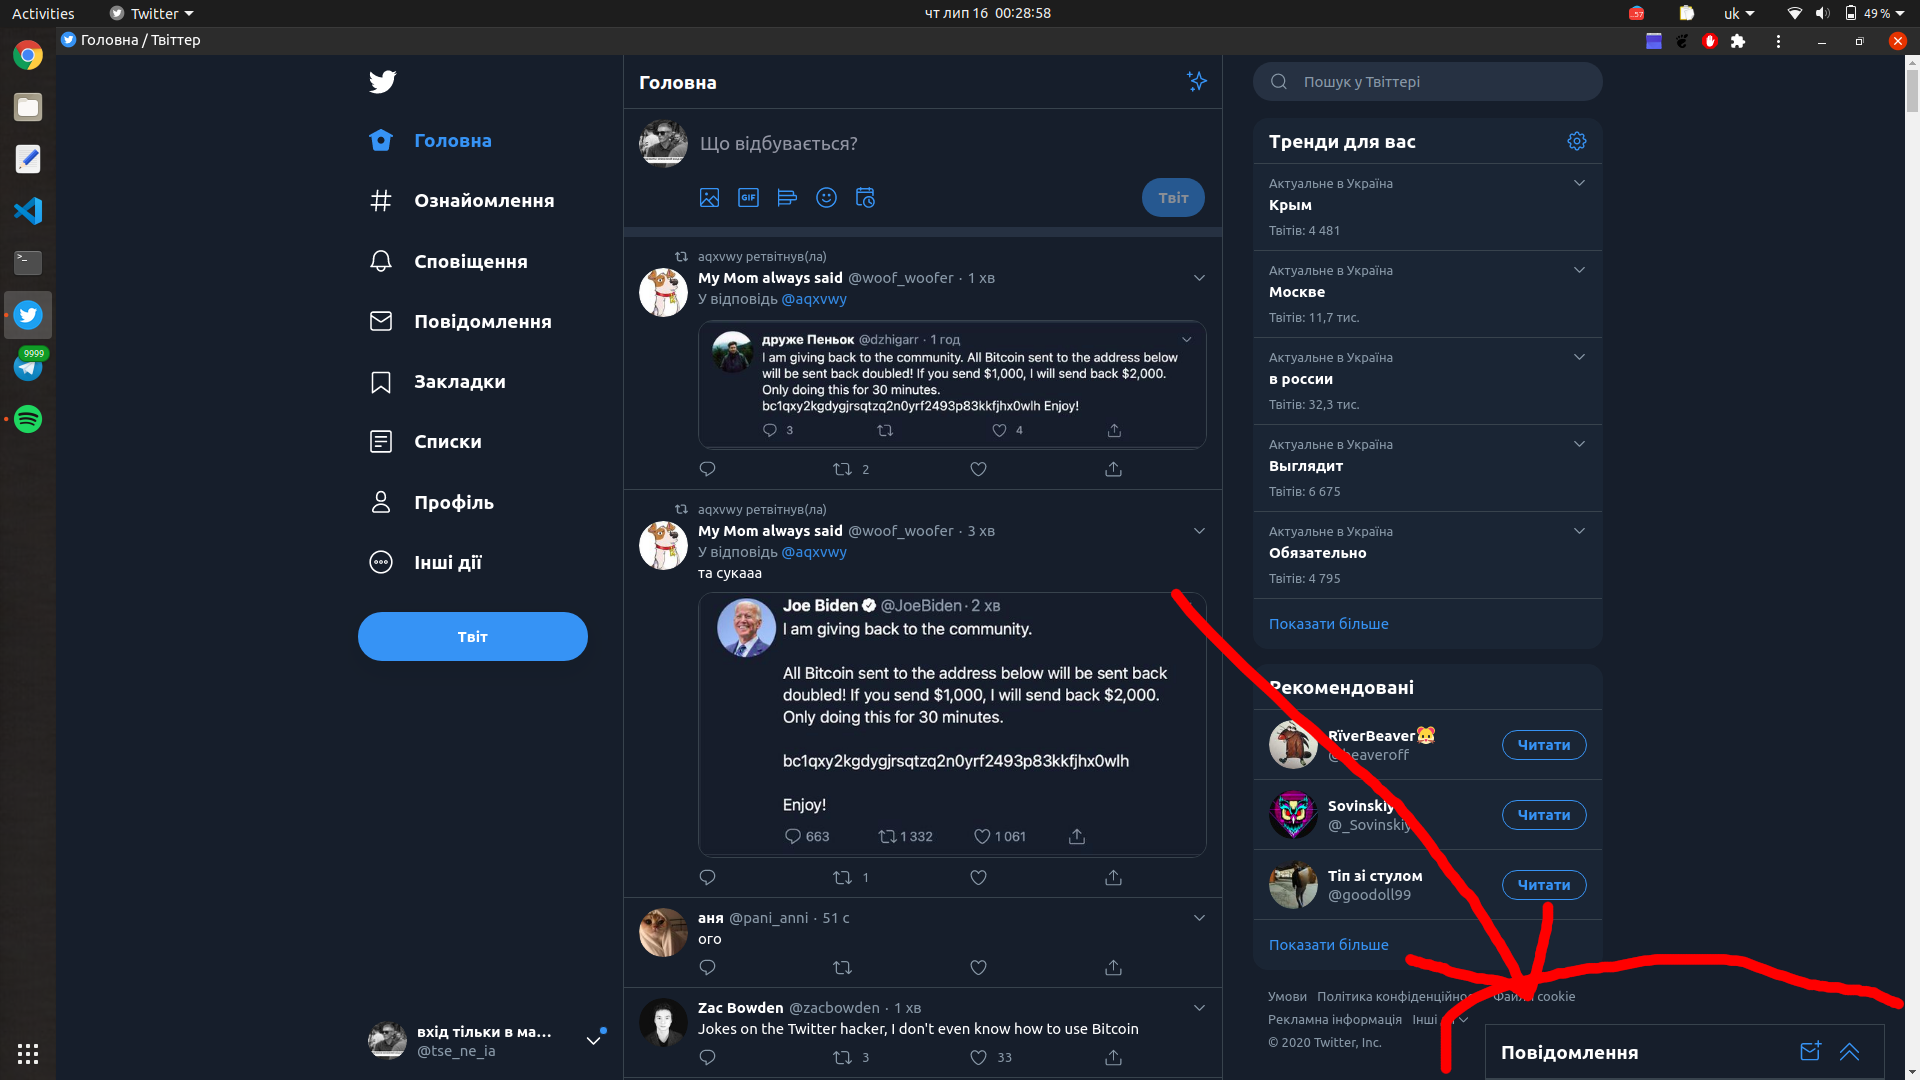 Activities
Twitter
чт лип 16 00:28:58
uk
49 %
Головна / Твіттер
9999
Головна
Ознайомлення
Сповіщення
Повідомлення
Закладки
Списки
Профіль
Інші дії
Твіт
вхід тільки в ма...
@tse_ne_ia
Головна
Що відбувається?
GIF
Твіт
aqxvwy ретвітнув(ла)
My Mom always said @woof_woofer · 1 хв
У відповідь @aqxvwy
друже Пеньок @dzhigarr · 1 год
I am giving back to the community. All Bitcoin sent to the address below
will be sent back doubled! If you send $1,000, I will send back $2,000.
Only doing this for 30 minutes.
bc1qxy2kgdygjrsqtzq2n0yrf2493p83kkfjhx0wlh Enjoy!
3 4
2
aqxvwy ретвітнув(ла)
My Mom always said @woof_woofer · 3 хв
У відповідь @aqxvwy
та сукааа
Joe Biden @JoeBiden · 2 хв
I am giving back to the community.
All Bitcoin sent to the address below will be sent back
doubled! If you send $1,000, I will send back $2,000.
Only doing this for 30 minutes.
bc1qxy2kgdygjrsqtzq2n0yrf2493p83kkfjhx0wlh
Enjoy!
663 1 332 1 061
1
аня @pani_anni · 51 с
ого
Zac Bowden @zacbowden · 1 хв
Jokes on the Twitter hacker, I don't even know how to use Bitcoin
3 33
Пошук у Твіттері
Тренди для вас
Актуальне в Україна
Крым
Твітів: 4 481
Актуальне в Україна
Москве
Твітів: 11,7 тис.
Актуальне в Україна
в россии
Твітів: 32,3 тис.
Актуальне в Україна
Выглядит
Твітів: 6 675
Актуальне в Україна
Обязательно
Твітів: 4 795
Показати більше
Рекомендовані
RïverBeaver
@beaveroff
Читати
Sovinskiy
@_Sovinskiy
Читати
Тіп зі стулом
@goodoll99
Читати
Показати більше
Умови Політика конфіденційності Файли cookie
Рекламна інформація Інші
© 2020 Twitter, Inc.
Повідомлення